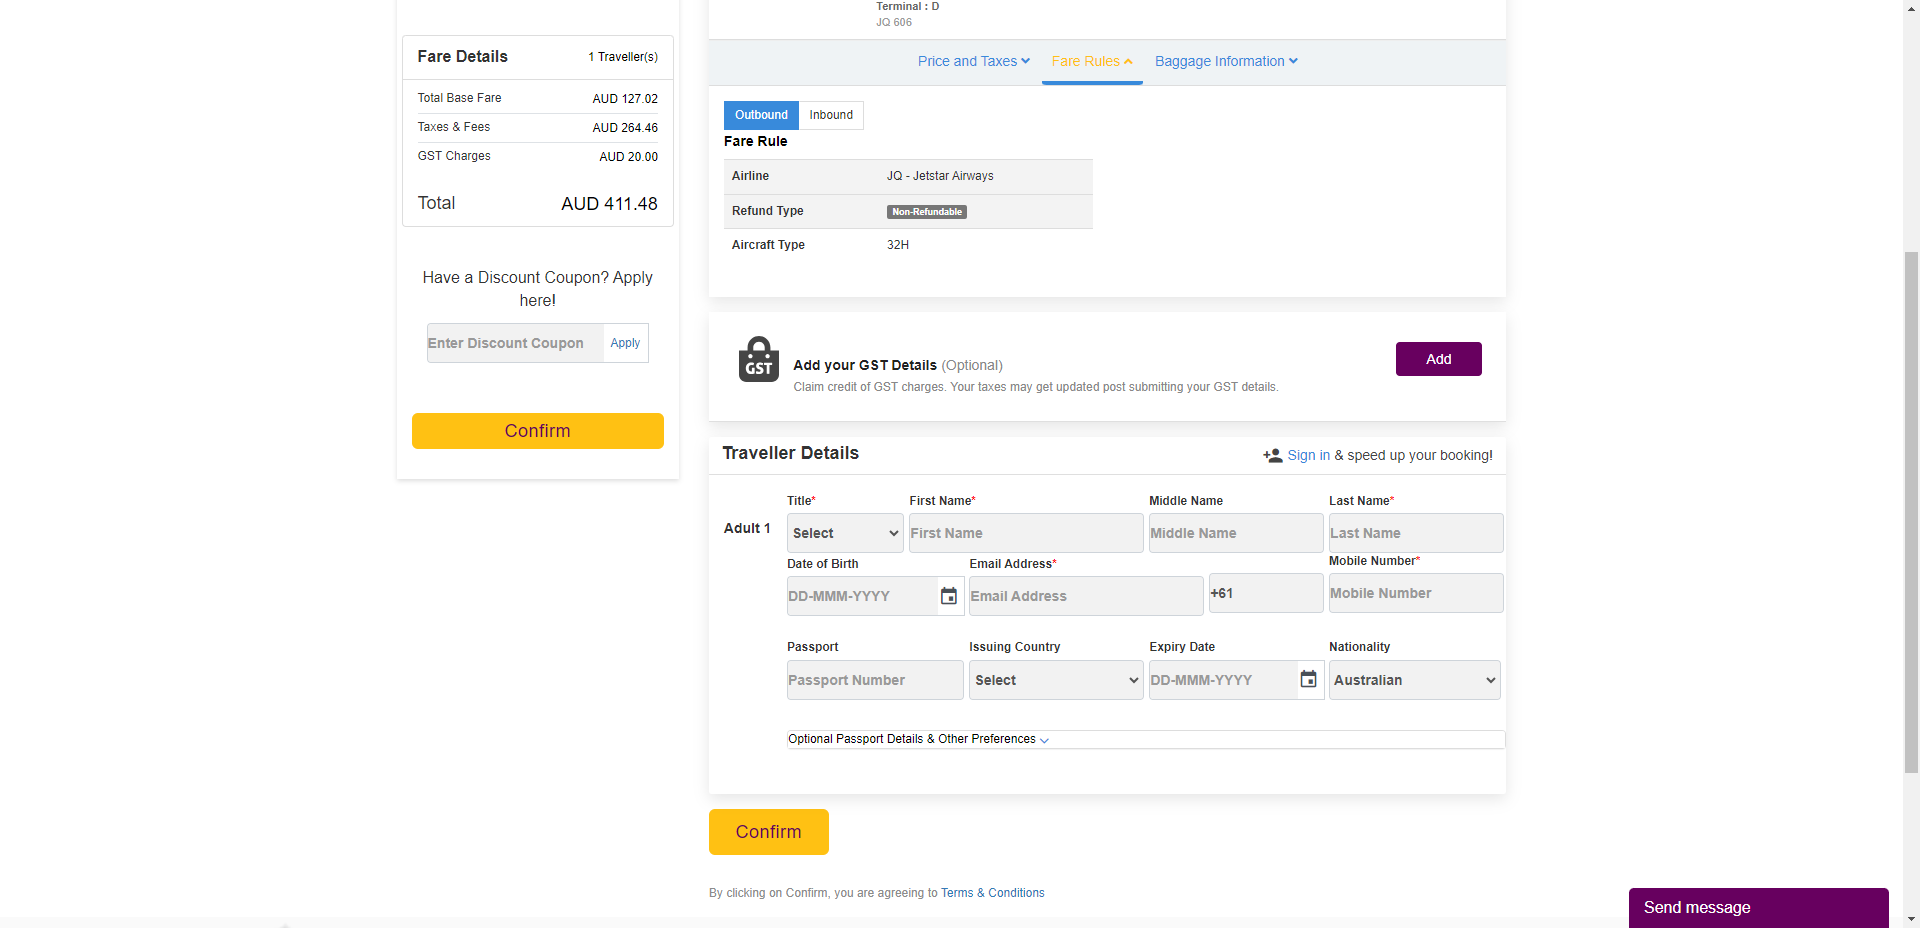 Terminal : D
JQ 606
Fare Details
1 Traveller(s)
Total Base Fare
AUD 127.02
Taxes & Fees
AUD 264.46
GST Charges
AUD 20.00
Total
AUD 411.48
Have a Discount Coupon? Apply
here!
Enter Discount Coupon
Apply
Confirm
Price and Taxes
Fare Rules
Baggage Information
Outbound
Inbound
Fare Rule
Airline
JQ - Jetstar Airways
Refund Type
Non-Refundable
Aircraft Type
32H
GST
Add your GST Details (Optional)
Claim credit of GST charges. Your taxes may get updated post submitting your GST details.
Add
Traveller Details
Sign in & speed up your booking!
Adult 1
Title*
First Name*
Middle Name
Last Name*
Select
First Name
Middle Name
Last Name
Date of Birth
Email Address*
Mobile Number*
DD-MMM-YYYY
Email Address
+61
Mobile Number
Passport
Issuing Country
Expiry Date
Nationality
Passport Number
Select
DD-MMM-YYYY
Australian
Optional Passport Details & Other Preferences
Confirm
By clicking on Confirm, you are agreeing to Terms & Conditions
Send message